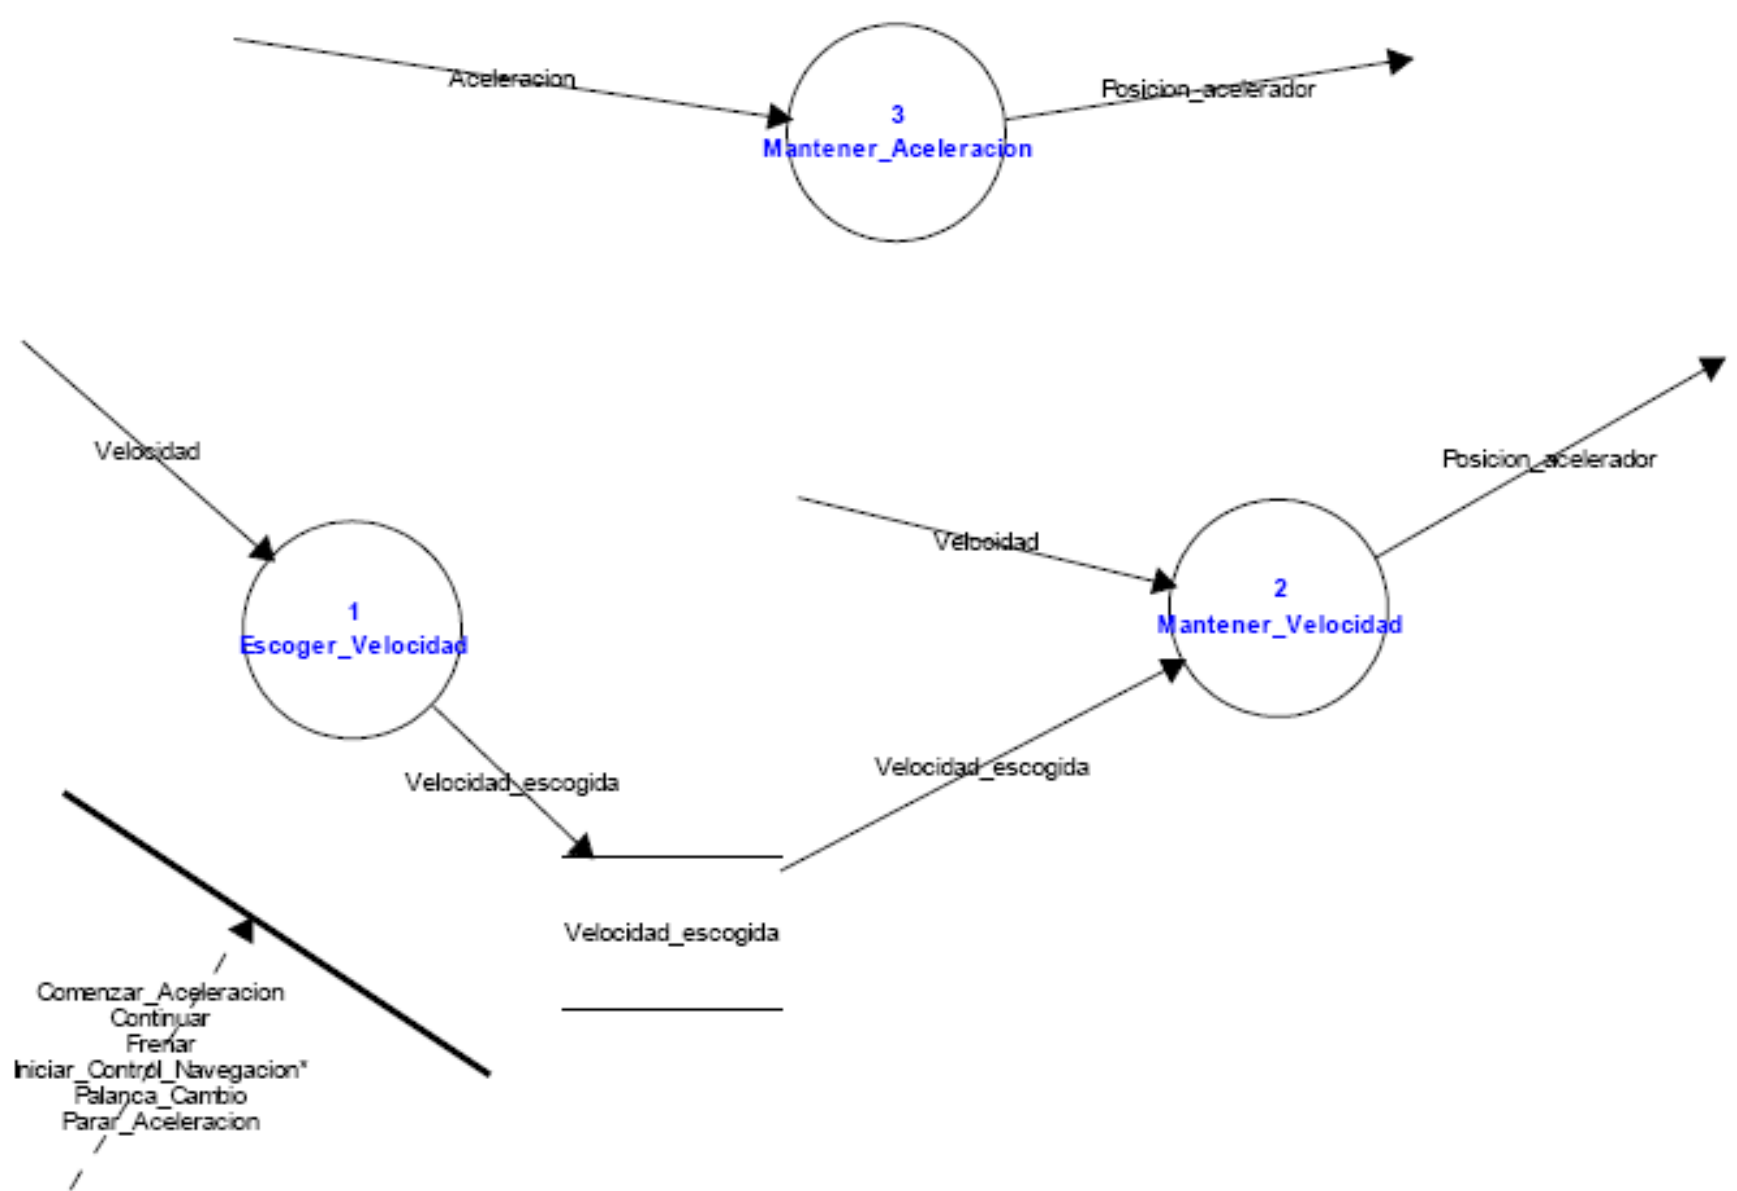 Aceleracion
Posicion_acelerador
3
Mantener_Aceleracion
Velocidad
Posicion_acelerador
Velocidad
2
Mantener_Velocidad
1
Escoger_Velocidad
Velocidad_escogida
Velocidad_escogida
Velocidad_escogida
Comenzar_Aceleracion
Continuar
Frenar
Iniciar_Control_Navegacion*
Palanca_Cambio
Parar_Aceleracion